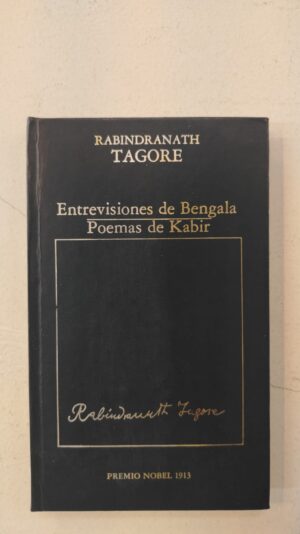 RABINDRANATH
TAGORE
Entrevisiones de Bengala
Poemas de Kabir
Rabindranath Tagore
PREMIO NOBEL 1913